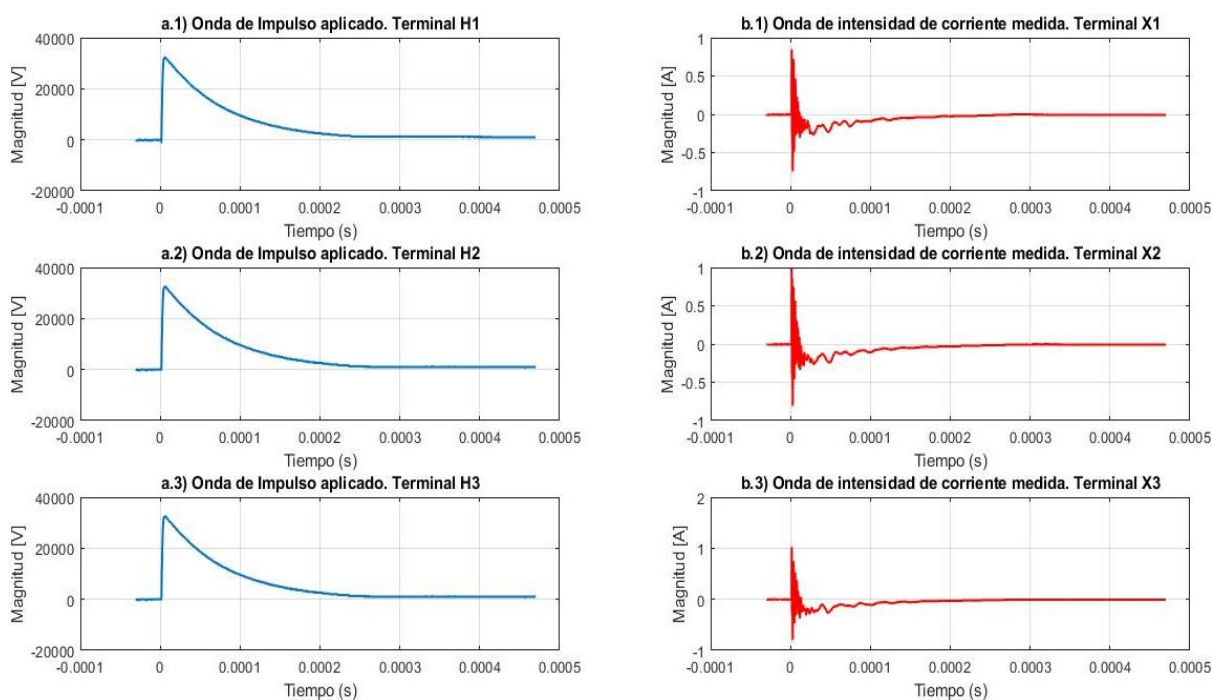 a.1) Onda de Impulso aplicado. Terminal H1
40000
20000
0
-20000
Magnitud [V]
-0.0001 0 0.0001 0.0002 0.0003 0.0004 0.0005
Tiempo (s)
b.1) Onda de intensidad de corriente medida. Terminal X1
1
0.5
0
-0.5
-1
Magnitud [A]
-0.0001 0 0.0001 0.0002 0.0003 0.0004 0.0005
Tiempo (s)
a.2) Onda de Impulso aplicado. Terminal H2
40000
20000
0
-20000
Magnitud [V]
-0.0001 0 0.0001 0.0002 0.0003 0.0004 0.0005
Tiempo (s)
b.2) Onda de intensidad de corriente medida. Terminal X2
1
0.5
0
-0.5
-1
Magnitud [A]
-0.0001 0 0.0001 0.0002 0.0003 0.0004 0.0005
Tiempo (s)
a.3) Onda de Impulso aplicado. Terminal H3
40000
20000
0
-20000
Magnitud [V]
-0.0001 0 0.0001 0.0002 0.0003 0.0004 0.0005
Tiempo (s)
b.3) Onda de intensidad de corriente medida. Terminal X3
2
1
0
-1
Magnitud [A]
-0.0001 0 0.0001 0.0002 0.0003 0.0004 0.0005
Tiempo (s)